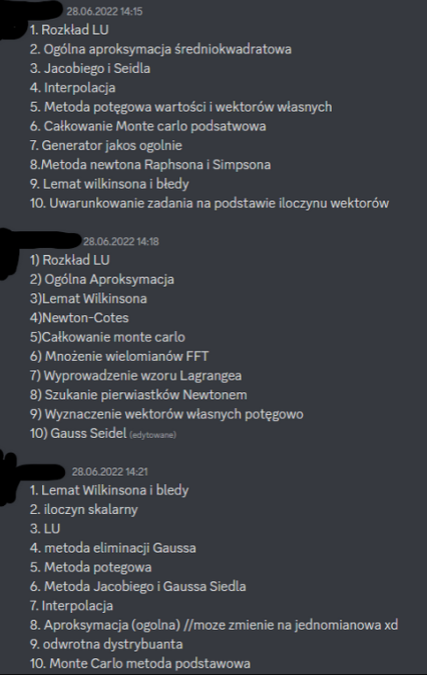 28.06.2022 14:15
1. Rozkład LU
2. Ogólna aproksymacja średniokwadratowa
3. Jacobiego i Seidla
4. Interpolacja
5. Metoda potęgowa wartości i wektorów własnych
6. Całkowanie Monte carlo podsatwowa
7. Generator jakos ogolnie
8.Metoda newtona Raphsona i Simpsona
9. Lemat wilkinsona i błedy
10. Uwarunkowanie zadania na podstawie iloczynu wektorów
28.06.2022 14:18
1) Rozkład LU
2) Ogólna Aproksymacja
3)Lemat Wilkinsona
4)Newton-Cotes
5)Całkowanie monte carlo
6) Mnożenie wielomianów FFT
7) Wyprowadzenie wzoru Lagrangea
8) Szukanie pierwiastków Newtonem
9) Wyznaczenie wektorów własnych potęgowo
10) Gauss Seidel (edytowane)
28.06.2022 14:21
1. Lemat Wilkinsona i bledy
2. iloczyn skalarny
3. LU
4. metoda eliminacji Gaussa
5. Metoda potegowa
6. Metoda Jacobiego i Gaussa Siedla
7. Interpolacja
8. Aproksymacja (ogolna) //moze zmienie na jednomianowa xd
9. odwrotna dystrybuanta
10. Monte Carlo metoda podstawowa